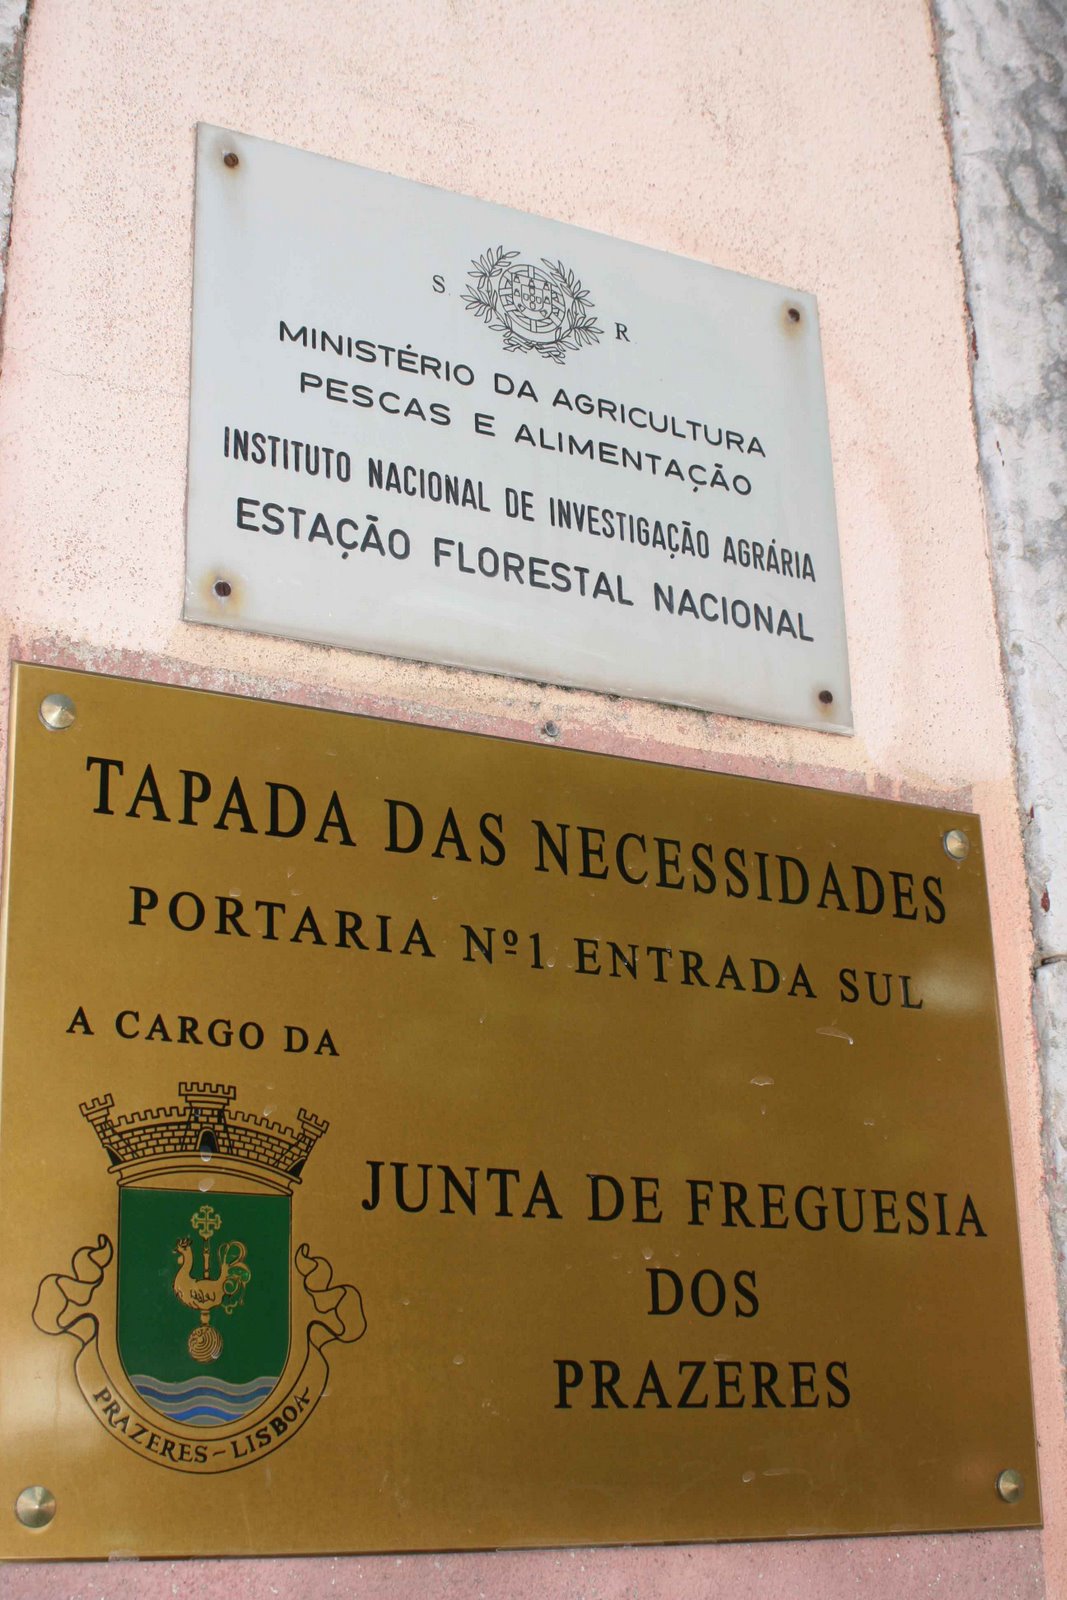 S. R.
MINISTÉRIO DA AGRICULTURA
PESCAS E ALIMENTAÇÃO
INSTITUTO NACIONAL DE INVESTIGAÇÃO AGRÁRIA
ESTAÇÃO FLORESTAL NACIONAL
TAPADA DAS NECESSIDADES
PORTARIA Nº1 ENTRADA SUL
A CARGO DA
JUNTA DE FREGUESIA
DOS
PRAZERES
PRAZERES-LISBOA